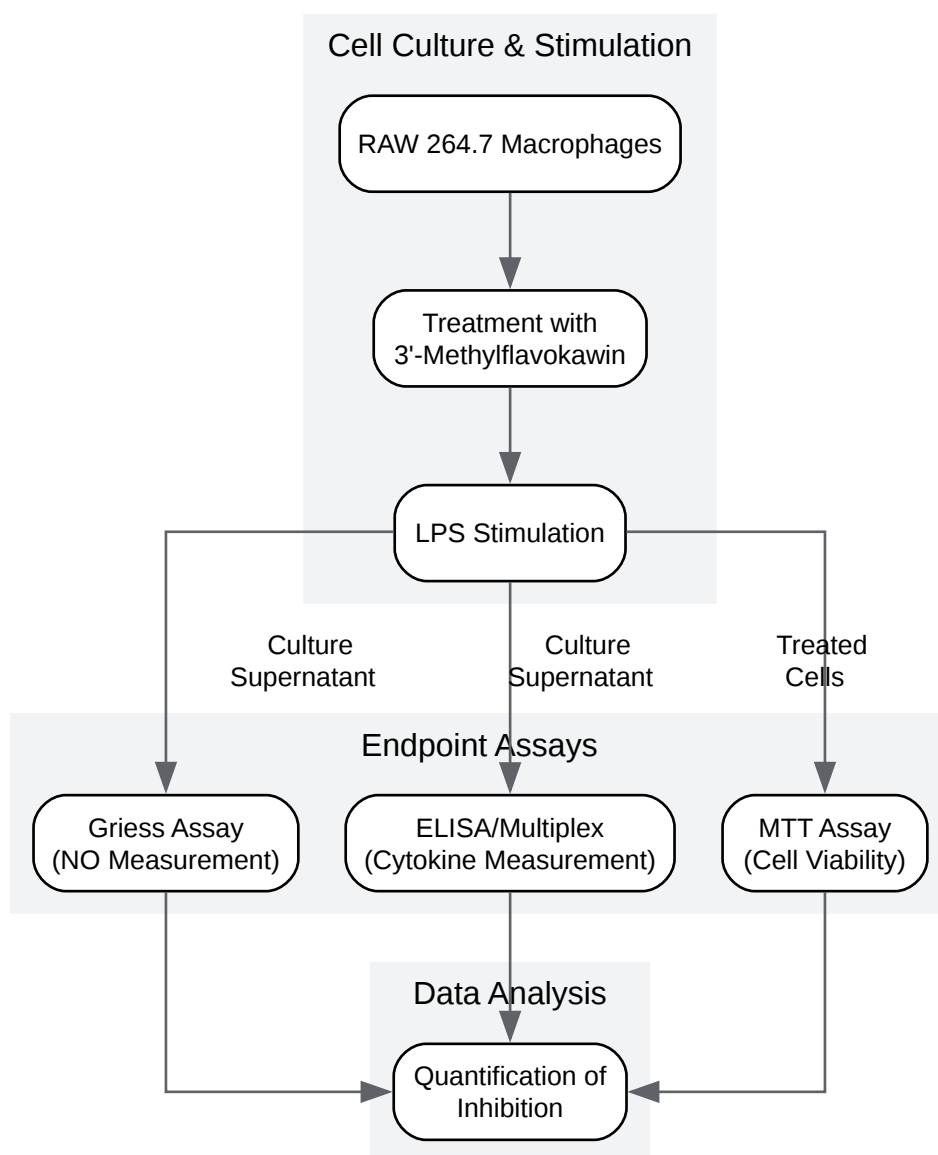 Cell Culture & Stimulation
RAW 264.7 Macrophages
Treatment with
3'-Methylflavokawin
LPS Stimulation
Culture
Supernatant
Culture
Supernatant
Treated
Cells
Endpoint Assays
Griess Assay
(NO Measurement)
ELISA/Multiplex
(Cytokine Measurement)
MTT Assay
(Cell Viability)
Data Analysis
Quantification of
Inhibition